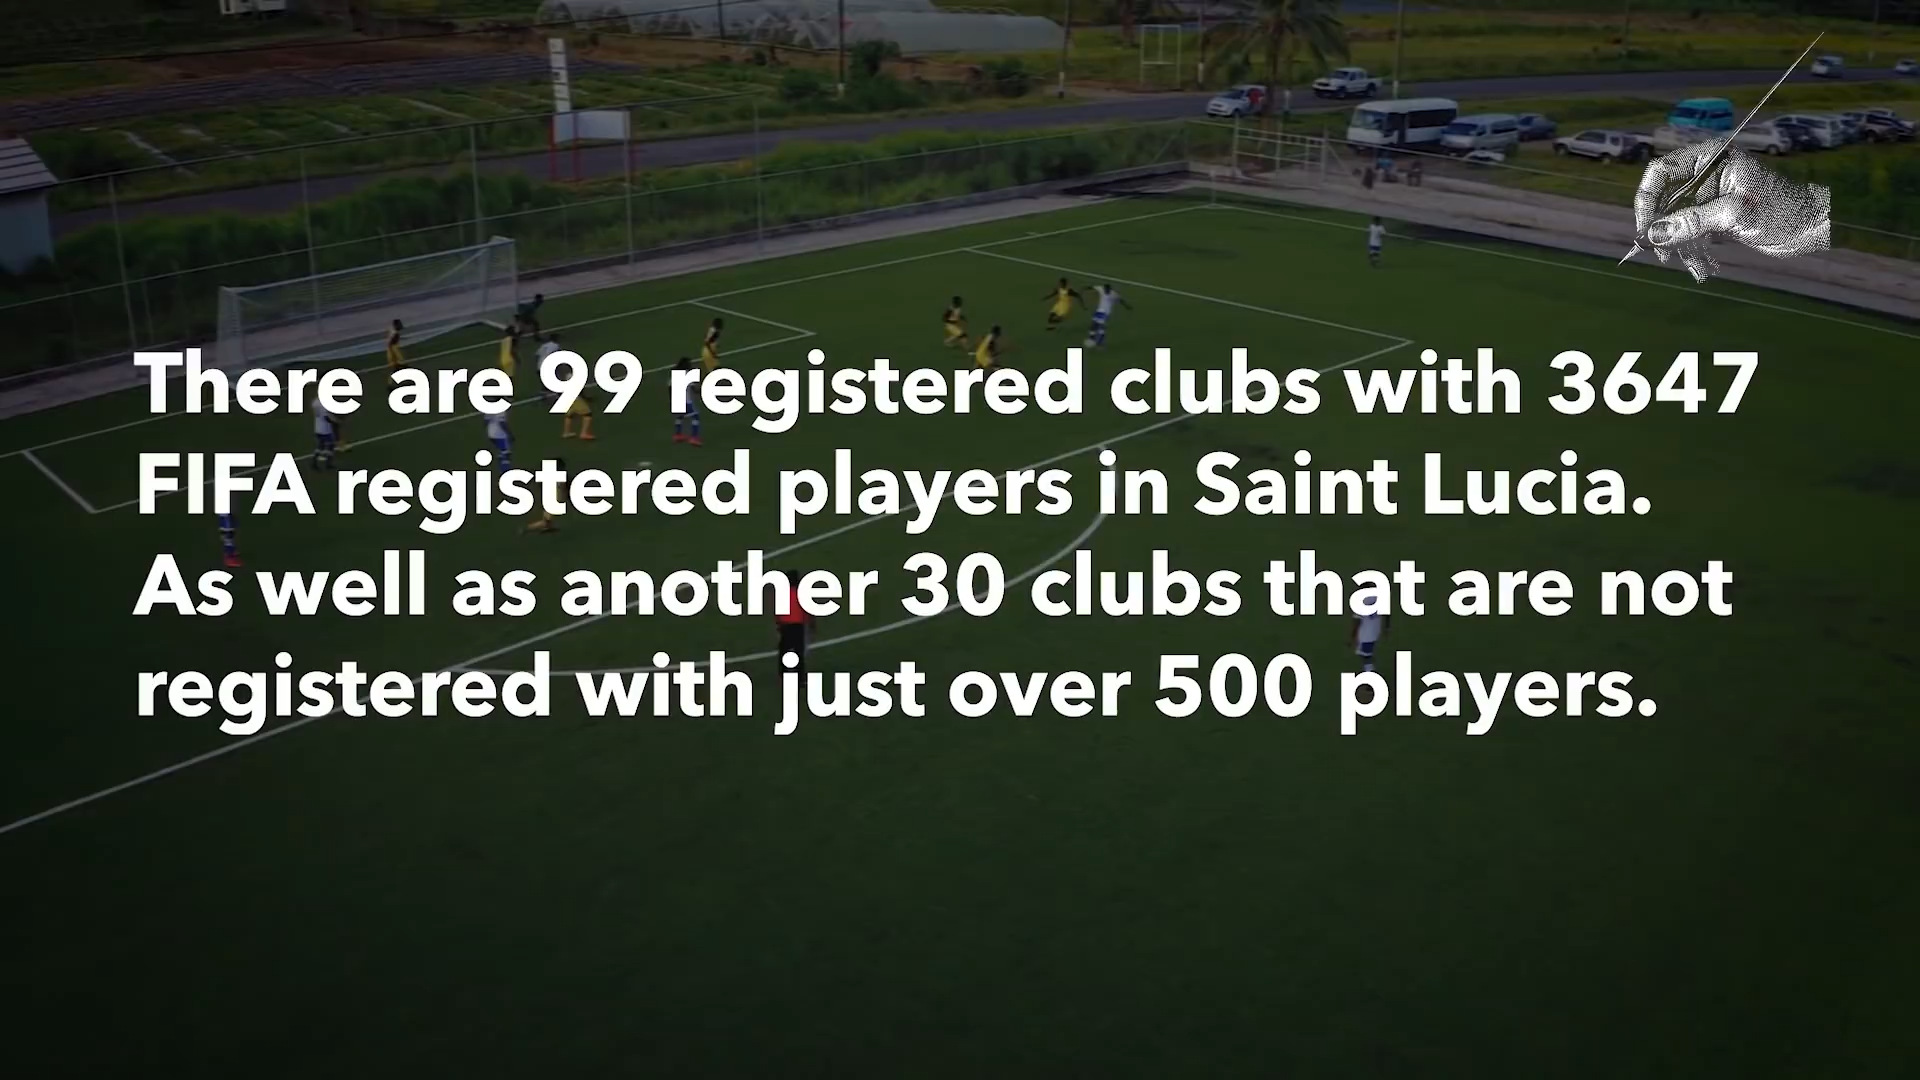 There are 99 registered clubs with 3647
FIFA registered players in Saint Lucia.
As well as another 30 clubs that are not
registered with just over 500 players.